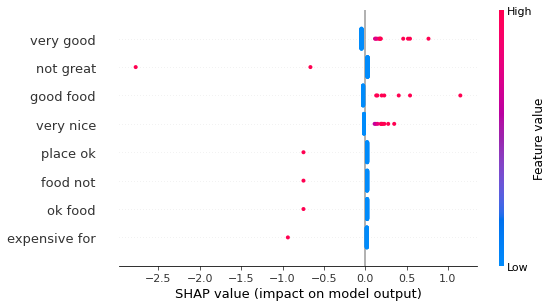 High
very good
not great
good food
very nice
place ok
food not
ok food
expensive for
Feature value
Low
−2.5 −2.0 −1.5 −1.0 −0.5 0.0 0.5 1.0
SHAP value (impact on model output)